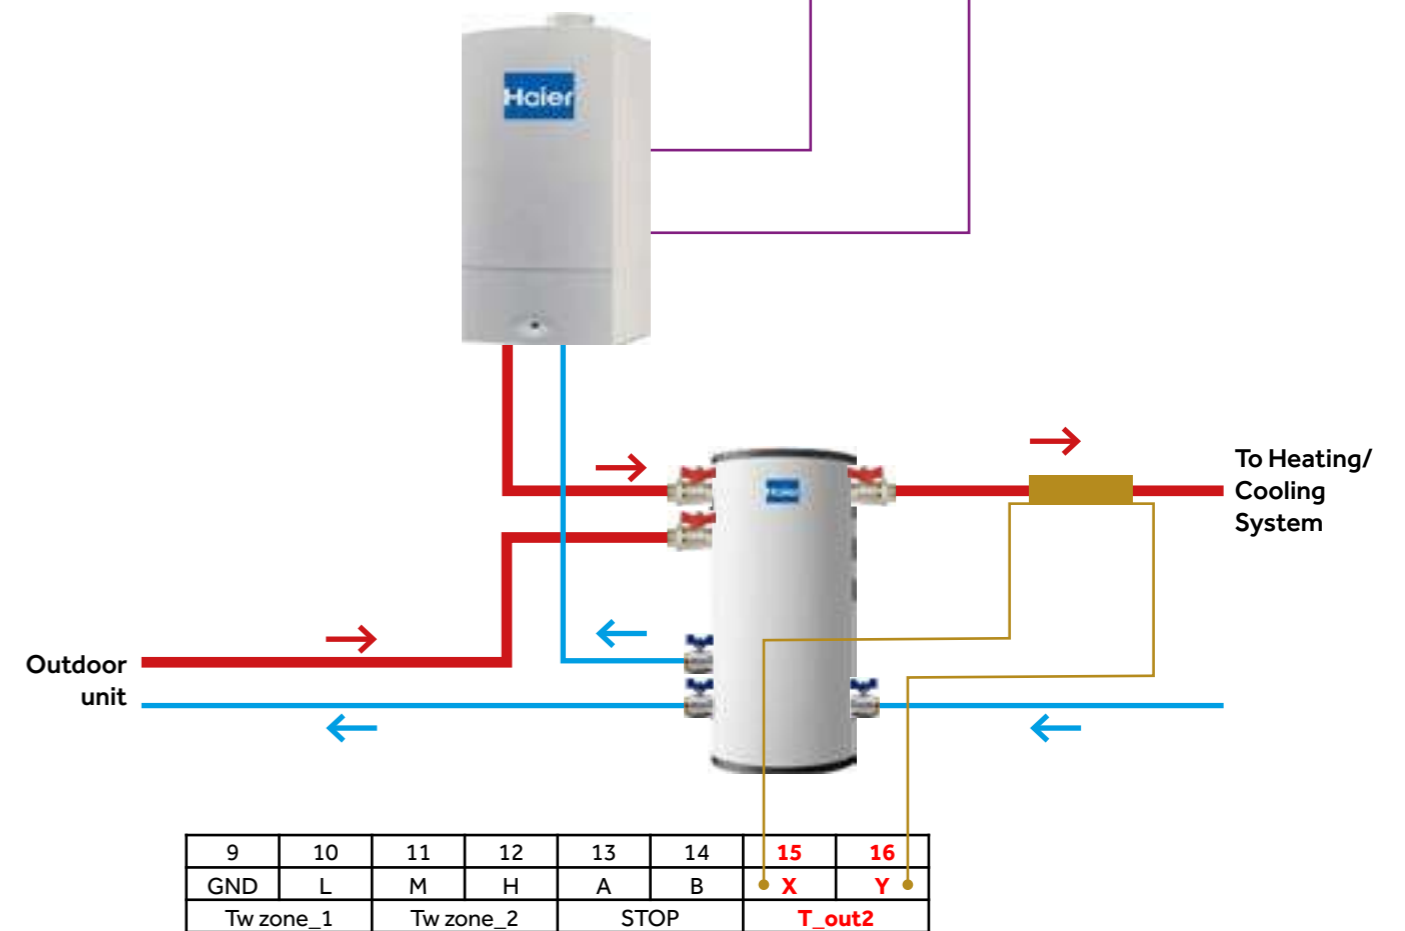 Haier
To Heating/
Cooling
System
Outdoor
unit
9 10 11 12 13 14 15 16
GND L M H A B X Y
Tw zone_1 Tw zone_2 STOP T_out2